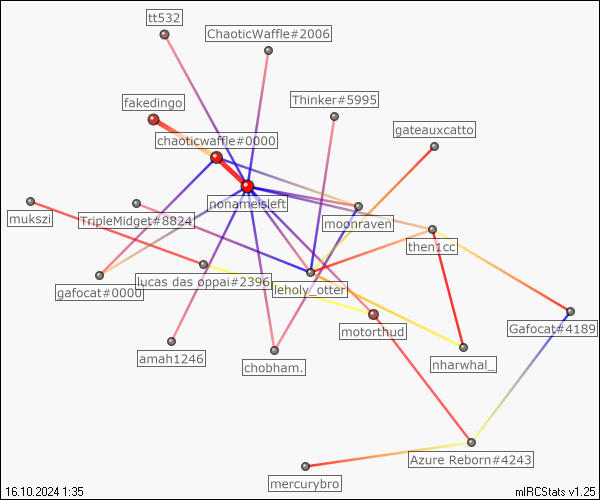 tt532
ChaoticWaffle#2006
fakedingo
Thinker#5995
gateauxcatto
chaoticwaffle#0000
nonameisleft
mukszi
TripleMidget#8824
moonraven
then1cc
gafocat#0000
lucas das oppai#2396
leholy_otter
motorthud
Gafocat#4189
amah1246
chobham.
nharwhal_
Azure Reborn#4243
mercurybro
16.10.2024 1:35
mIRCStats v1.25